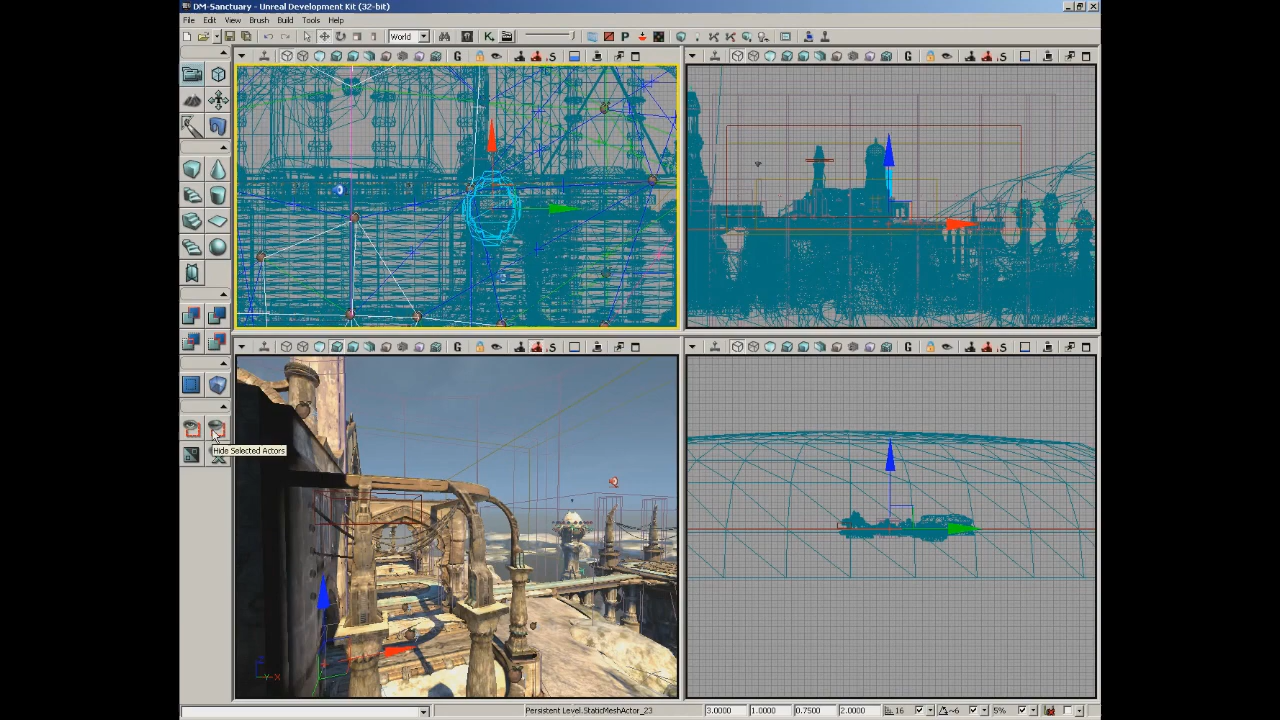 DM-Sanctuary - Unreal Development Kit (32-bit)
File Edit View Brush Build Tools Help
World
Hide Selected Actors
Persistent Level.StaticMeshActor_23
3.0000 1.0000 0.7500 2.0000 16 ~6 5%